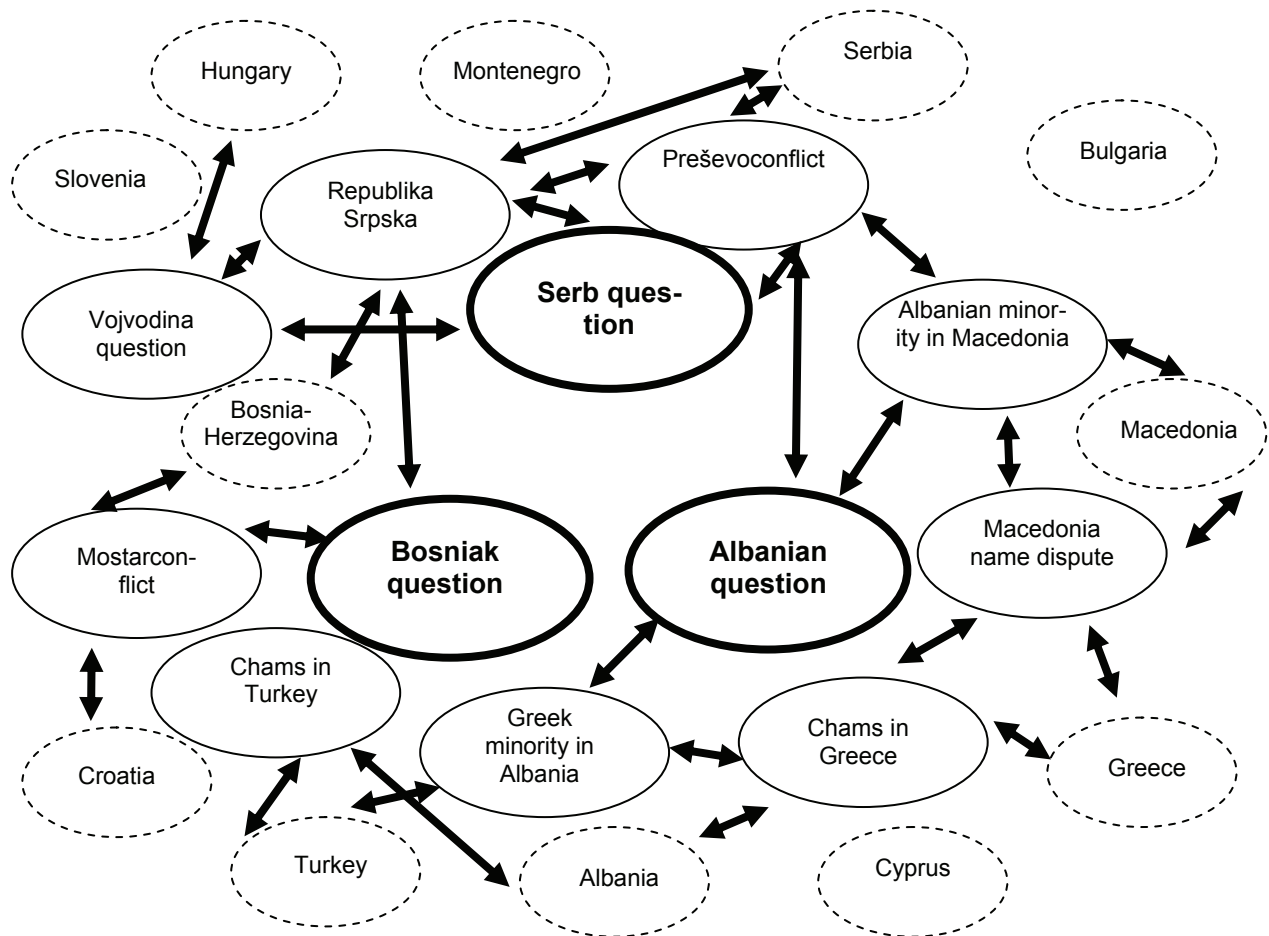 Hungary
Montenegro
Serbia
Slovenia
Republika
Srpska
Preševoconflict
Bulgaria
Vojvodina
question
Serb ques-
tion
Albanian minor-
ity in Macedonia
Bosnia-
Herzegovina
Macedonia
Mostarcon-
flict
Bosniak
question
Albanian
question
Macedonia
name dispute
Chams in
Turkey
Greek
minority in
Albania
Chams in
Greece
Croatia
Greece
Turkey
Albania
Cyprus